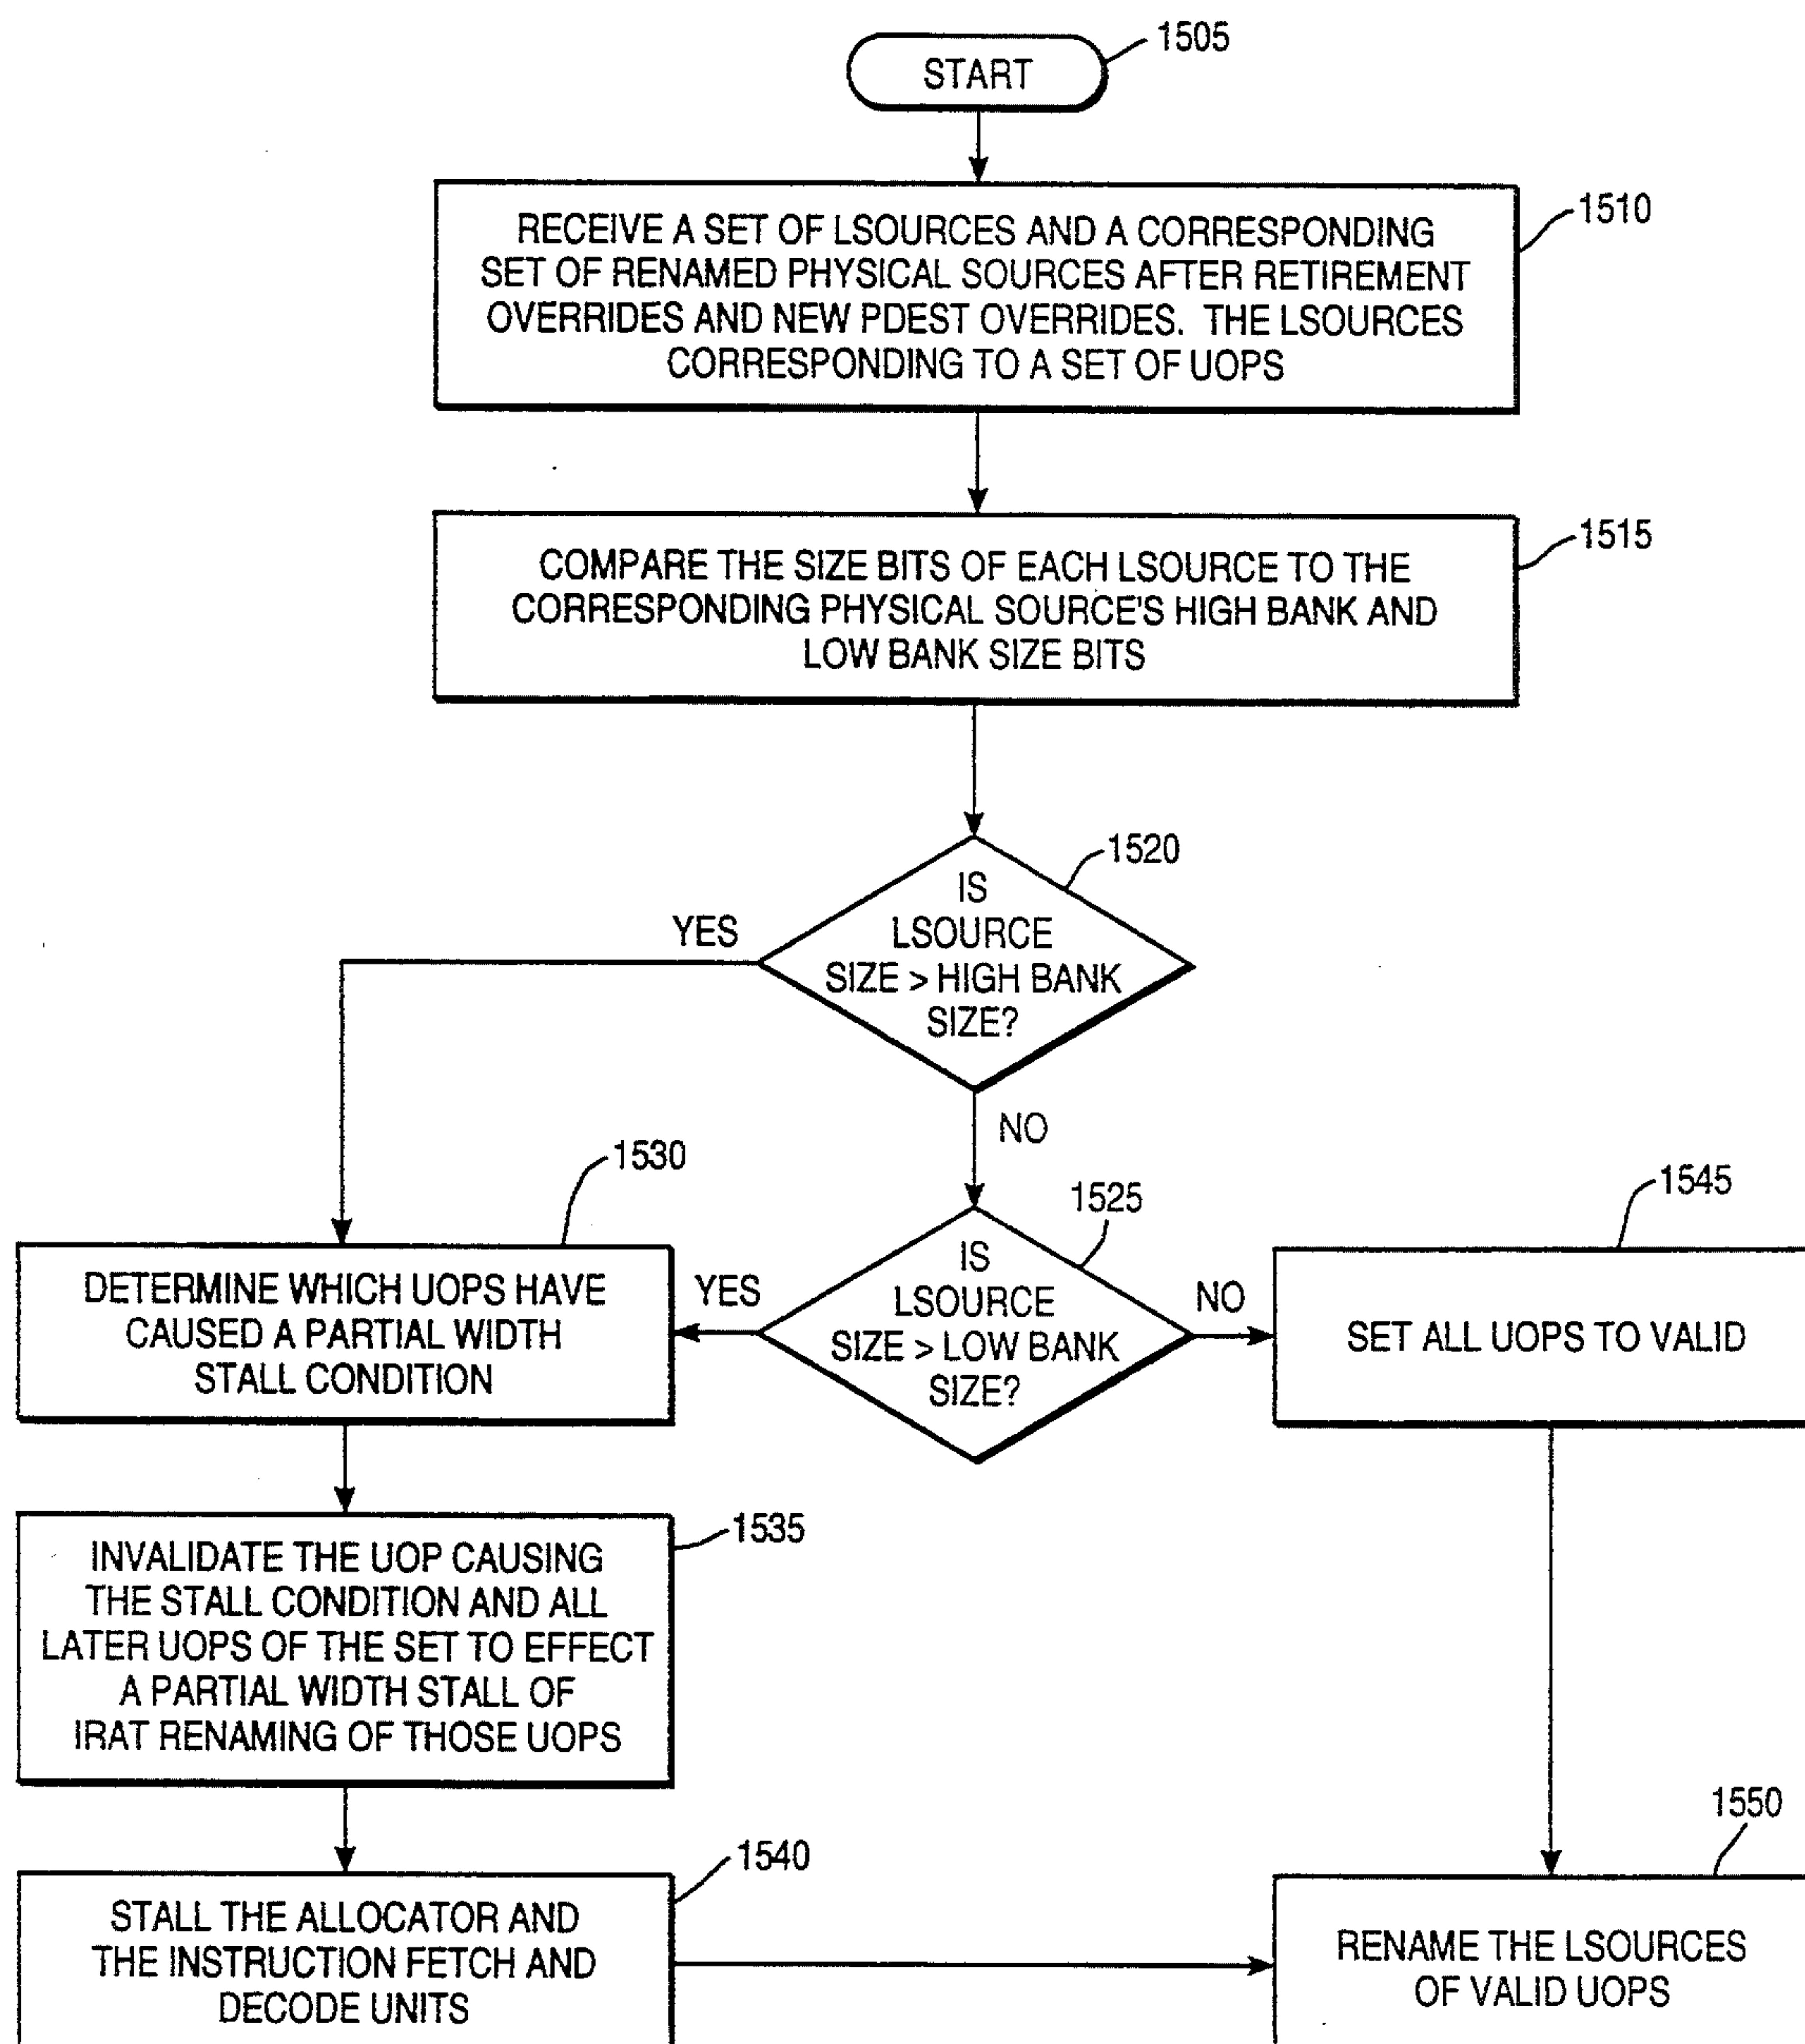 START
1505
RECEIVE A SET OF LSOURCES AND A CORRESPONDING
SET OF RENAMED PHYSICAL SOURCES AFTER RETIREMENT
OVERRIDES AND NEW PDEST OVERRIDES. THE LSOURCES
CORRESPONDING TO A SET OF UOPS
1510
COMPARE THE SIZE BITS OF EACH LSOURCE TO THE
CORRESPONDING PHYSICAL SOURCE'S HIGH BANK AND
LOW BANK SIZE BITS
1515
IS
LSOURCE
SIZE > HIGH BANK
SIZE?
1520
YES
NO
IS
LSOURCE
SIZE > LOW BANK
SIZE?
1525
YES
NO
DETERMINE WHICH UOPS HAVE
CAUSED A PARTIAL WIDTH
STALL CONDITION
1530
SET ALL UOPS TO VALID
1545
INVALIDATE THE UOP CAUSING
THE STALL CONDITION AND ALL
LATER UOPS OF THE SET TO EFFECT
A PARTIAL WIDTH STALL OF
IRAT RENAMING OF THOSE UOPS
1535
STALL THE ALLOCATOR AND
THE INSTRUCTION FETCH AND
DECODE UNITS
1540
RENAME THE LSOURCES
OF VALID UOPS
1550